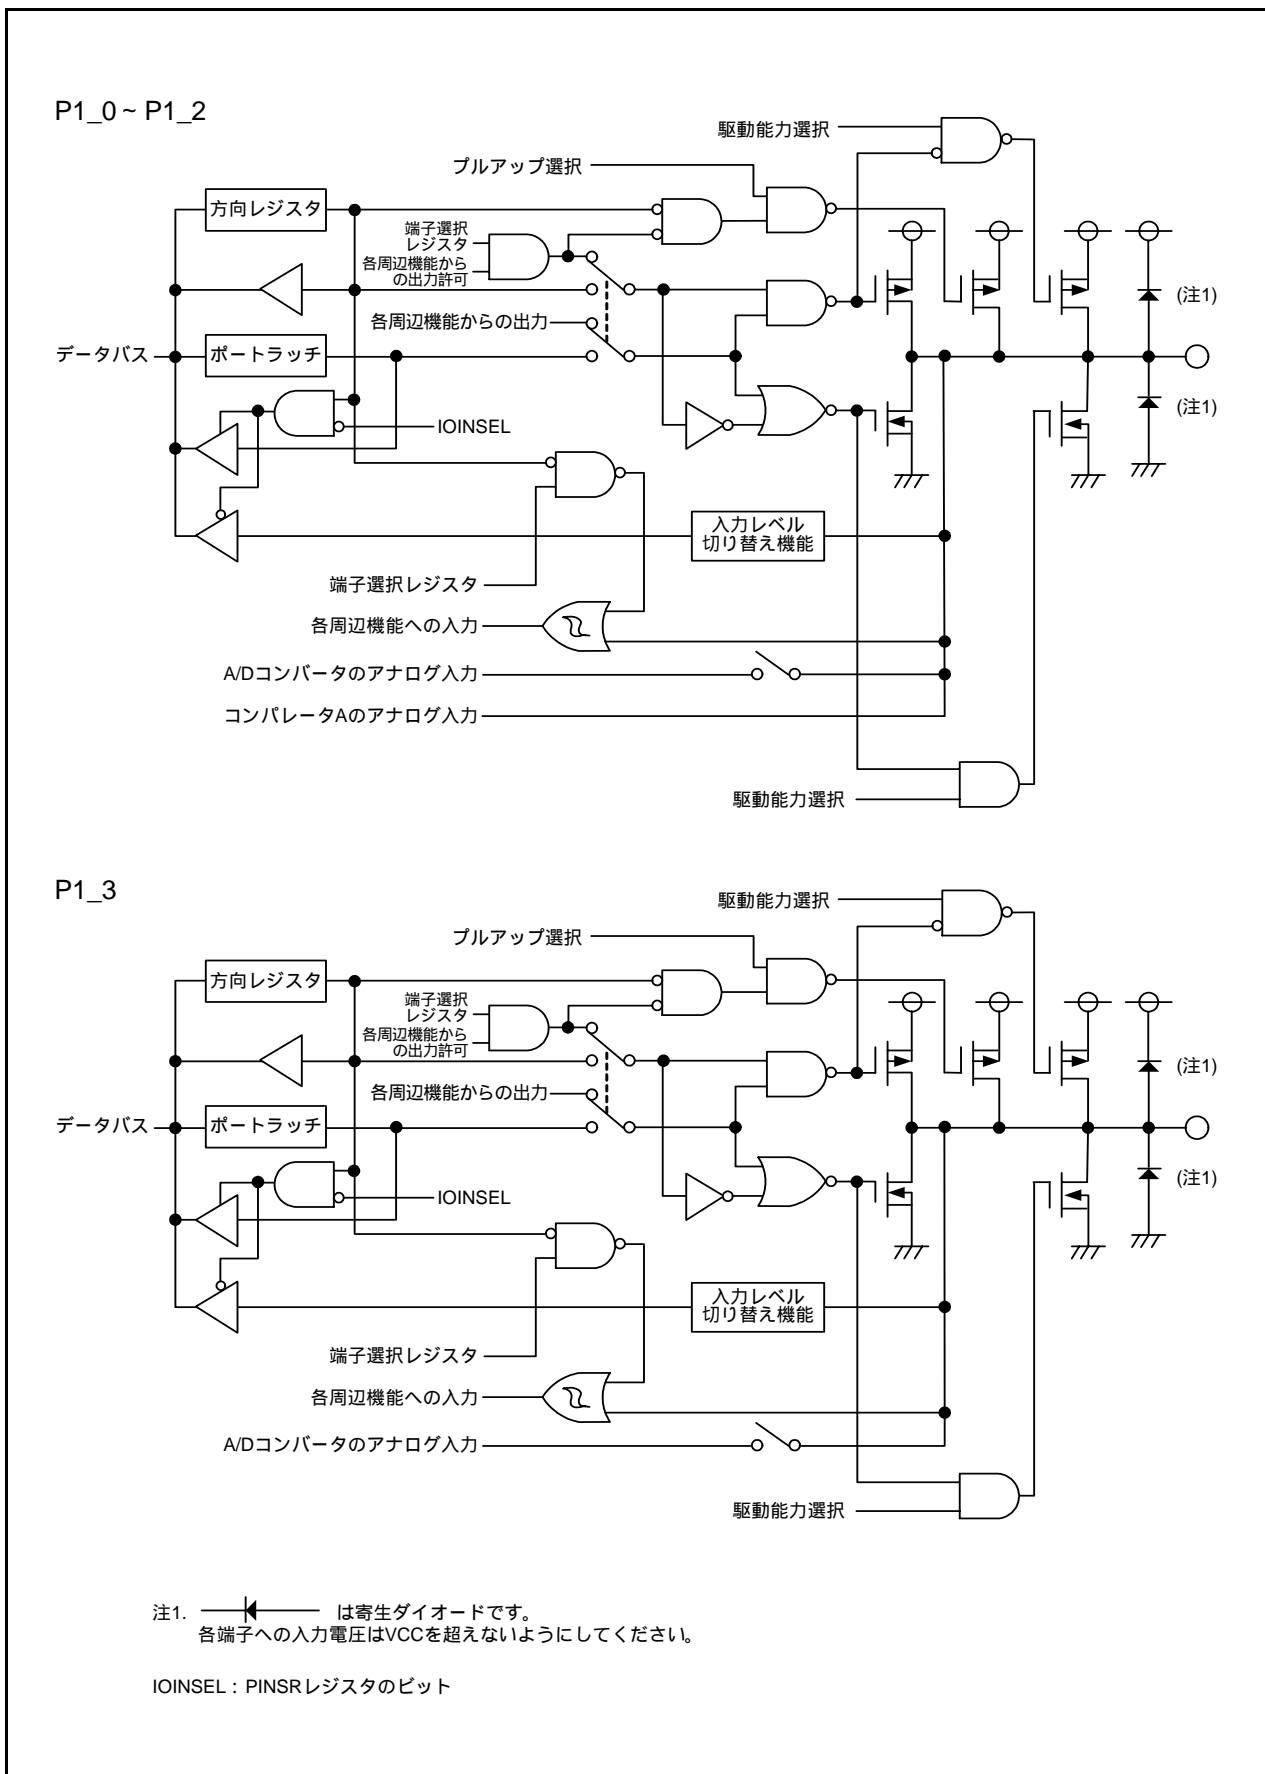 P1_0 ~ P1_2
駆動能力選択
プルアップ選択
方向レジスタ
端子選択
レジスタ
各周辺機能から
の出力許可
(注1)
各周辺機能からの出力
データバス
ポートラッチ
(注1)
IOINSEL
入力レベル
切り替え機能
端子選択レジスタ
各周辺機能への入力
A/Dコンバータのアナログ入力
コンパレータAのアナログ入力
駆動能力選択
P1_3
駆動能力選択
プルアップ選択
方向レジスタ
端子選択
レジスタ
各周辺機能から
の出力許可
(注1)
各周辺機能からの出力
データバス
ポートラッチ
(注1)
IOINSEL
入力レベル
切り替え機能
端子選択レジスタ
各周辺機能への入力
A/Dコンバータのアナログ入力
駆動能力選択
注1. は寄生ダイオードです。
各端子への入力電圧はVCCを超えないようにしてください。
IOINSEL : PINSRレジスタのビット